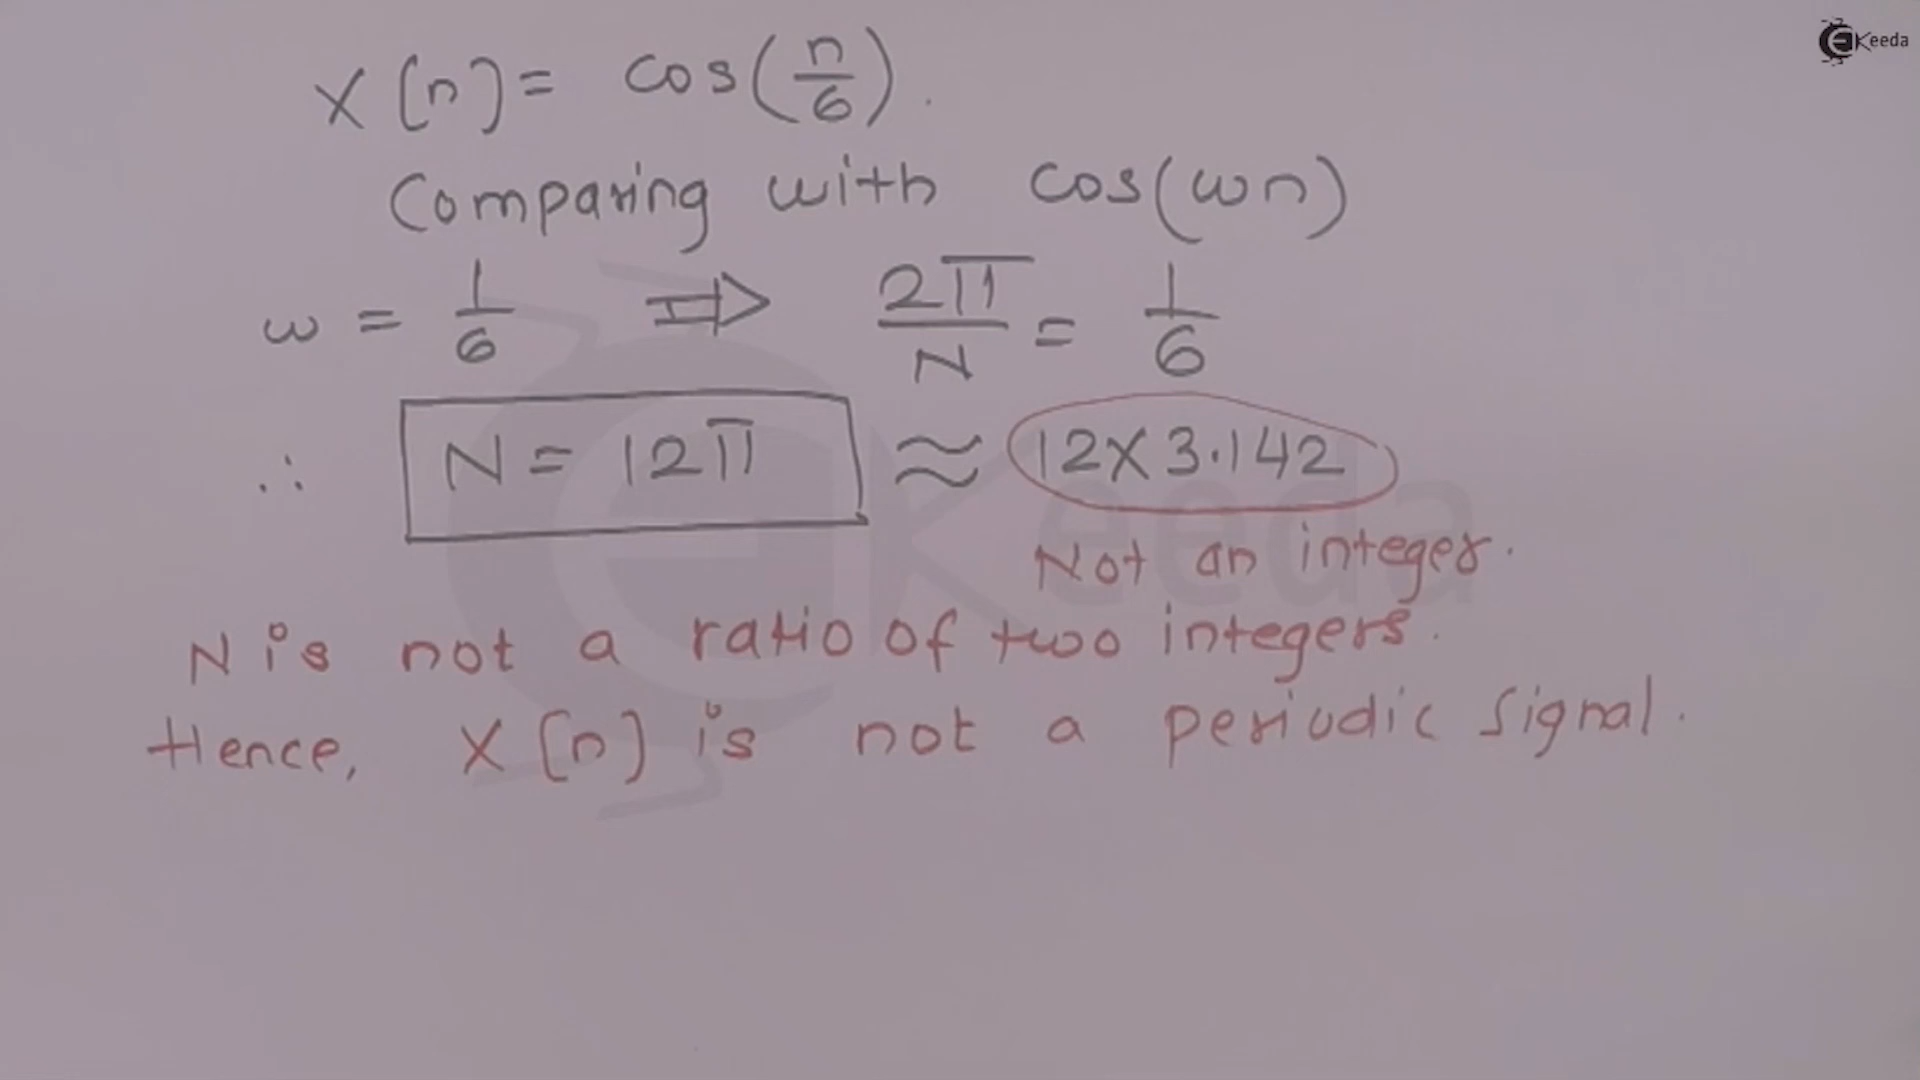 eKeeda
X[n] = cos(n/6).
Comparing with cos(ωn)
ω = 1/6 ⇒ 2π/N = 1/6
∴ N = 12π ≈ 12×3.142
Not an integer.
N is not a ratio of two integers.
Hence, X[n] is not a periodic signal.